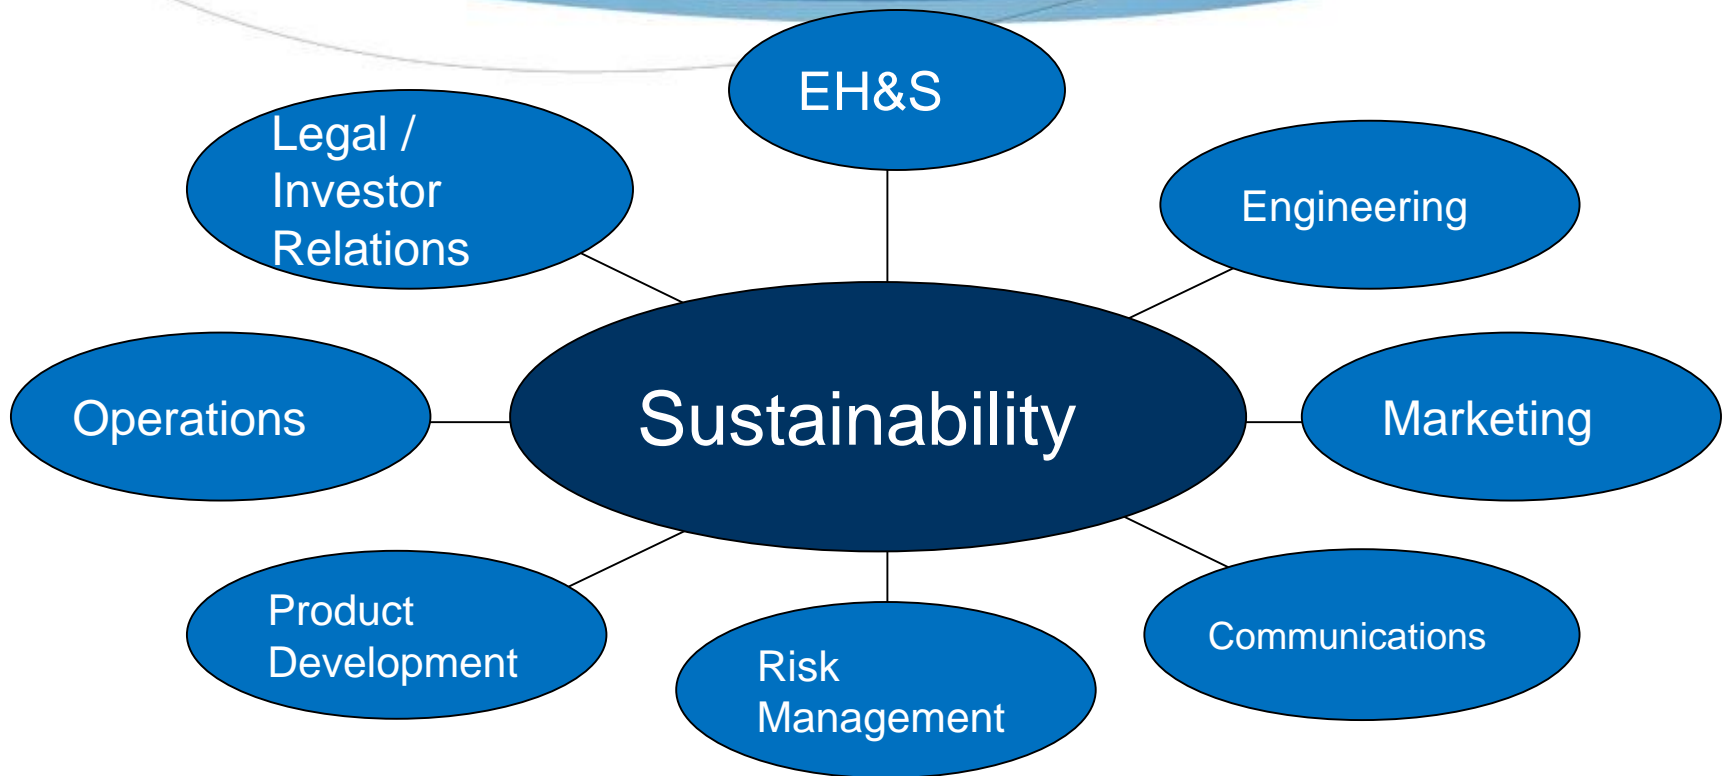 EH&S
Legal /
Investor
Relations
Engineering
Operations
Sustainability
Marketing
Product
Development
Risk
Management
Communications